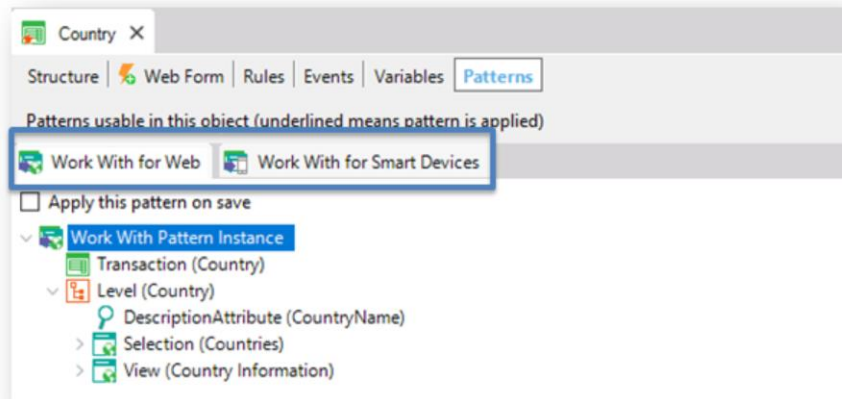 Country
Structure Web Form Rules Events Variables Patterns
Patterns usable in this object (underlined means pattern is applied)
Work With for Web Work With for Smart Devices
Apply this pattern on save
Work With Pattern Instance
Transaction (Country)
Level (Country)
DescriptionAttribute (CountryName)
Selection (Countries)
View (Country Information)